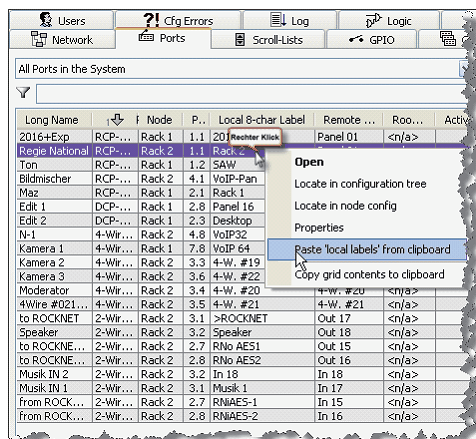 Users ?! Cfg Errors Log Logic
Network Ports Scroll-Lists GPIO
All Ports in the System
Long Name Node P.. Local 8-char Label Remote ... Roo... Activ
2016+Exp RCP-... Rack 1 1.1 Panel 01 <n/a>
Rechter Klick
Regie National RCP-... Rack 1 1.1 Rack 2
Ton RCP-... Rack 1 1.2 SAW
Bildmischer RCP-... Rack 2 4.1 VoIP-Pan
Maz RCP-... Rack 2 2.1 Rack 1
Edit 1 RCP-... Rack 1 2.8 Panel 16
Edit 2 RCP-... Rack 1 2.3 Desktop
N-1 4-Wir... Rack 2 4.8 VoIP32
Kamera 1 4-Wir... Rack 1 7.8 VoIP 64
Kamera 2 4-Wir... Rack 2 3.3 4-W. #19
Kamera 3 4-Wir... Rack 2 3.6 4-W. #22
Moderator 4-Wir... Rack 2 3.4 4-W. #20 4-W. #20 <n/a>
4Wire #021... 4-Wir... Rack 2 3.5 4-W. #21 4-W. #21 <n/a>
to ROCKNET 2-Wir... Rack 2 3.1 >ROCKNET Out 17 <n/a>
Speaker 2-Wir... Rack 2 3.2 Speaker Out 18 <n/a>
to ROCKNE... 2-Wir... Rack 2 2.7 RNo AES1 Out 15 <n/a>
to ROCKNE... 2-Wir... Rack 2 2.8 RNo AES2 Out 16 <n/a>
Musik IN 2 2-Wir... Rack 2 3.2 In 18 In 18 <n/a>
Musik IN 1 2-Wir... Rack 2 3.1 Musik 1 In 17 <n/a>
from ROCK... 2-Wir... Rack 2 2.7 RNiAES-1 In 15 <n/a>
from ROCK... 2-Wir... Rack 2 2.8 RNiAES-2 In 16 <n/a>
Open
Locate in configuration tree
Locate in node config
Properties
Paste 'local labels' from clipboard
Copy grid contents to clipboard